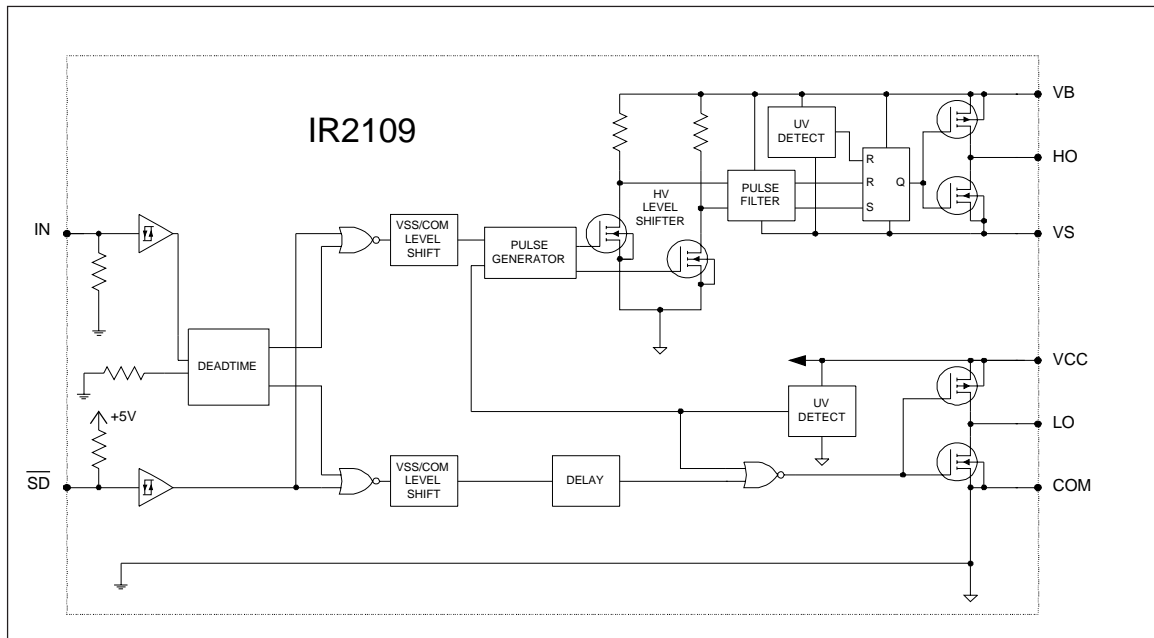 IR2109
VB
UV
DETECT
R
R
S
Q
HO
HV
LEVEL
SHIFTER
PULSE
FILTER
IN
VSS/COM
LEVEL
SHIFT
PULSE
GENERATOR
VS
DEADTIME
VCC
+5V
UV
DETECT
LO
SD
VSS/COM
LEVEL
SHIFT
DELAY
COM